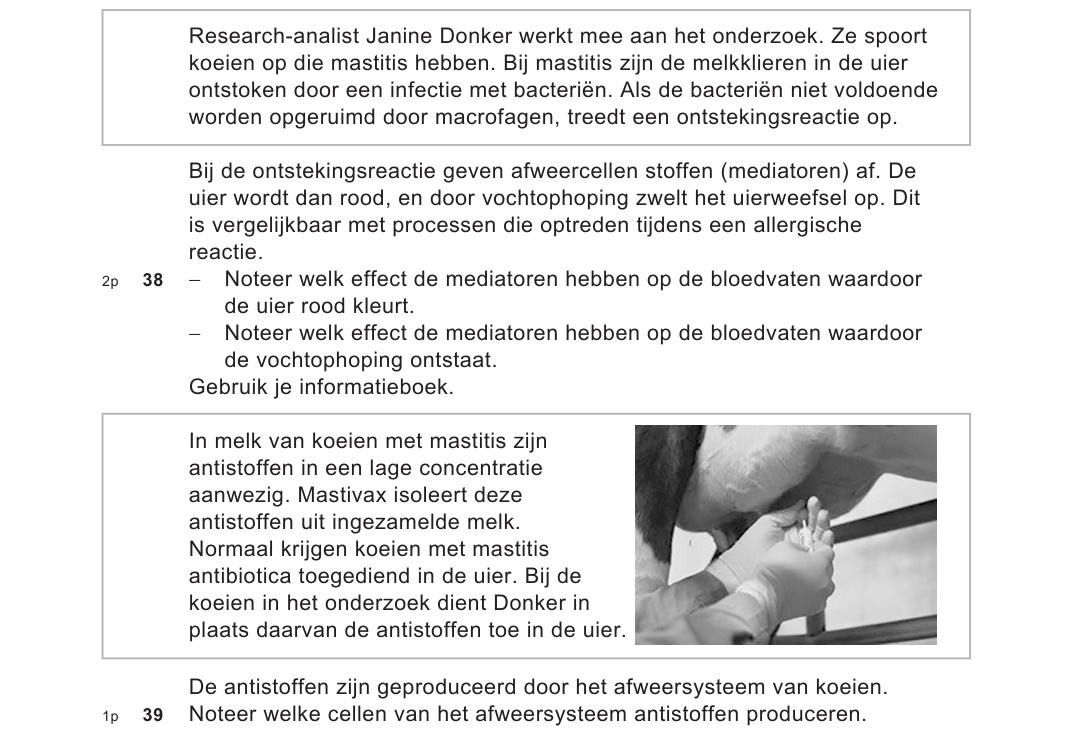 Research-analist Janine Donker werkt mee aan het onderzoek. Ze spoort
koeien op die mastitis hebben. Bij mastitis zijn de melkklieren in de uier
ontstoken door een infectie met bacteriën. Als de bacteriën niet voldoende
worden opgeruimd door macrofagen, treedt een ontstekingsreactie op.
Bij de ontstekingsreactie geven afweercellen stoffen (mediatoren) af. De
uier wordt dan rood, en door vochtophoping zwelt het uierweefsel op. Dit
is vergelijkbaar met processen die optreden tijdens een allergische
reactie.
2p 38 – Noteer welk effect de mediatoren hebben op de bloedvaten waardoor
de uier rood kleurt.
– Noteer welk effect de mediatoren hebben op de bloedvaten waardoor
de vochtophoping ontstaat.
Gebruik je informatieboek.
In melk van koeien met mastitis zijn
antistoffen in een lage concentratie
aanwezig. Mastivax isoleert deze
antistoffen uit ingezamelde melk.
Normaal krijgen koeien met mastitis
antibiotica toegediend in de uier. Bij de
koeien in het onderzoek dient Donker in
plaats daarvan de antistoffen toe in de uier.
De antistoffen zijn geproduceerd door het afweersysteem van koeien.
1p 39 Noteer welke cellen van het afweersysteem antistoffen produceren.